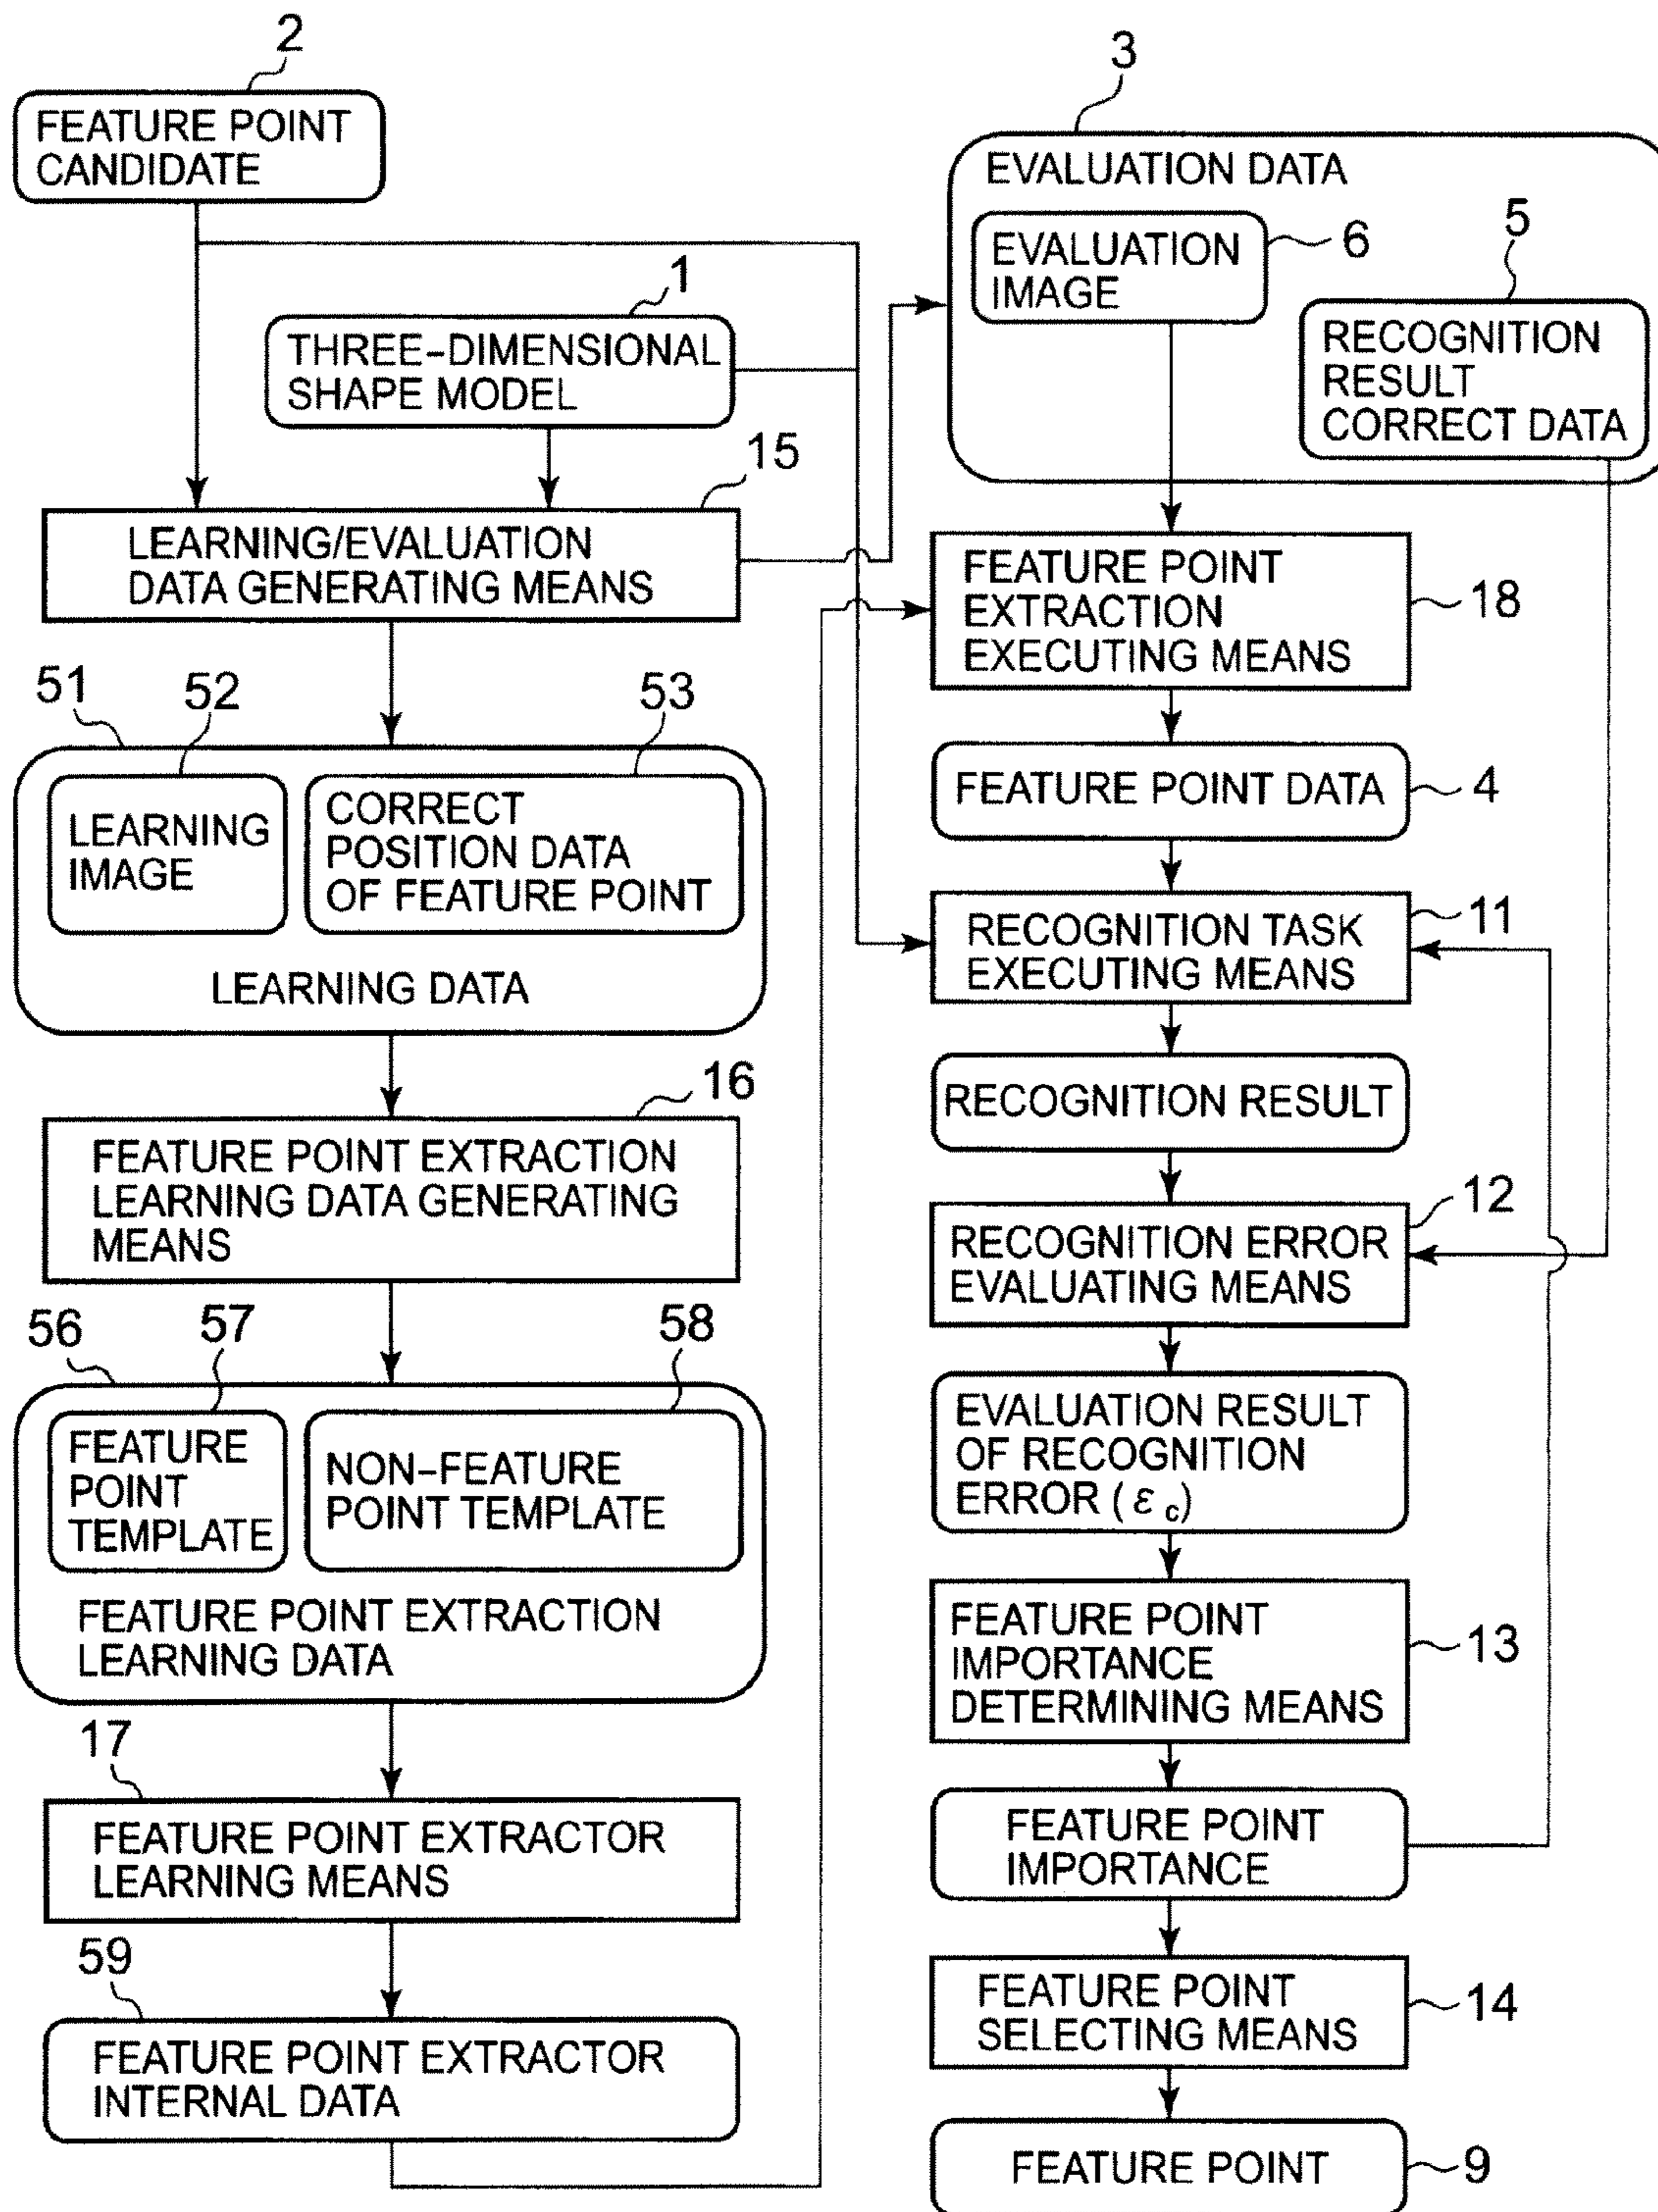 2
FEATURE POINT
CANDIDATE
1
THREE-DIMENSIONAL
SHAPE MODEL
15
LEARNING/EVALUATION
DATA GENERATING MEANS
51
52
53
LEARNING
IMAGE
CORRECT
POSITION DATA
OF FEATURE POINT
LEARNING DATA
16
FEATURE POINT EXTRACTION
LEARNING DATA GENERATING
MEANS
56
57
58
FEATURE
POINT
TEMPLATE
NON-FEATURE
POINT TEMPLATE
FEATURE POINT EXTRACTION
LEARNING DATA
17
FEATURE POINT EXTRACTOR
LEARNING MEANS
59
FEATURE POINT EXTRACTOR
INTERNAL DATA
3
EVALUATION DATA
EVALUATION
IMAGE
6
5
RECOGNITION
RESULT
CORRECT DATA
FEATURE POINT
EXTRACTION
EXECUTING MEANS
18
FEATURE POINT DATA
4
RECOGNITION TASK
EXECUTING MEANS
11
RECOGNITION RESULT
12
RECOGNITION ERROR
EVALUATING MEANS
EVALUATION RESULT
OF RECOGNITION
ERROR (ε c)
FEATURE POINT
IMPORTANCE
DETERMINING MEANS
13
FEATURE POINT
IMPORTANCE
FEATURE POINT
SELECTING MEANS
14
FEATURE POINT
9